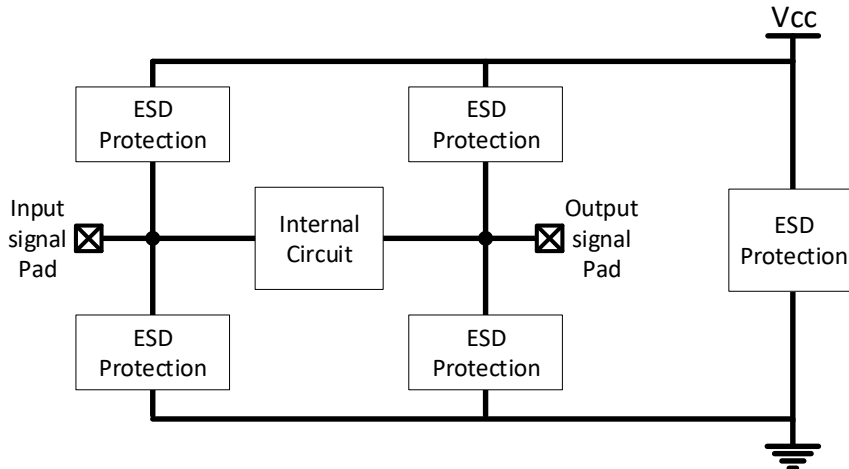 Vcc
ESD
Protection
ESD
Protection
Input
signal
Pad
Internal
Circuit
Output
signal
Pad
ESD
Protection
ESD
Protection
ESD
Protection